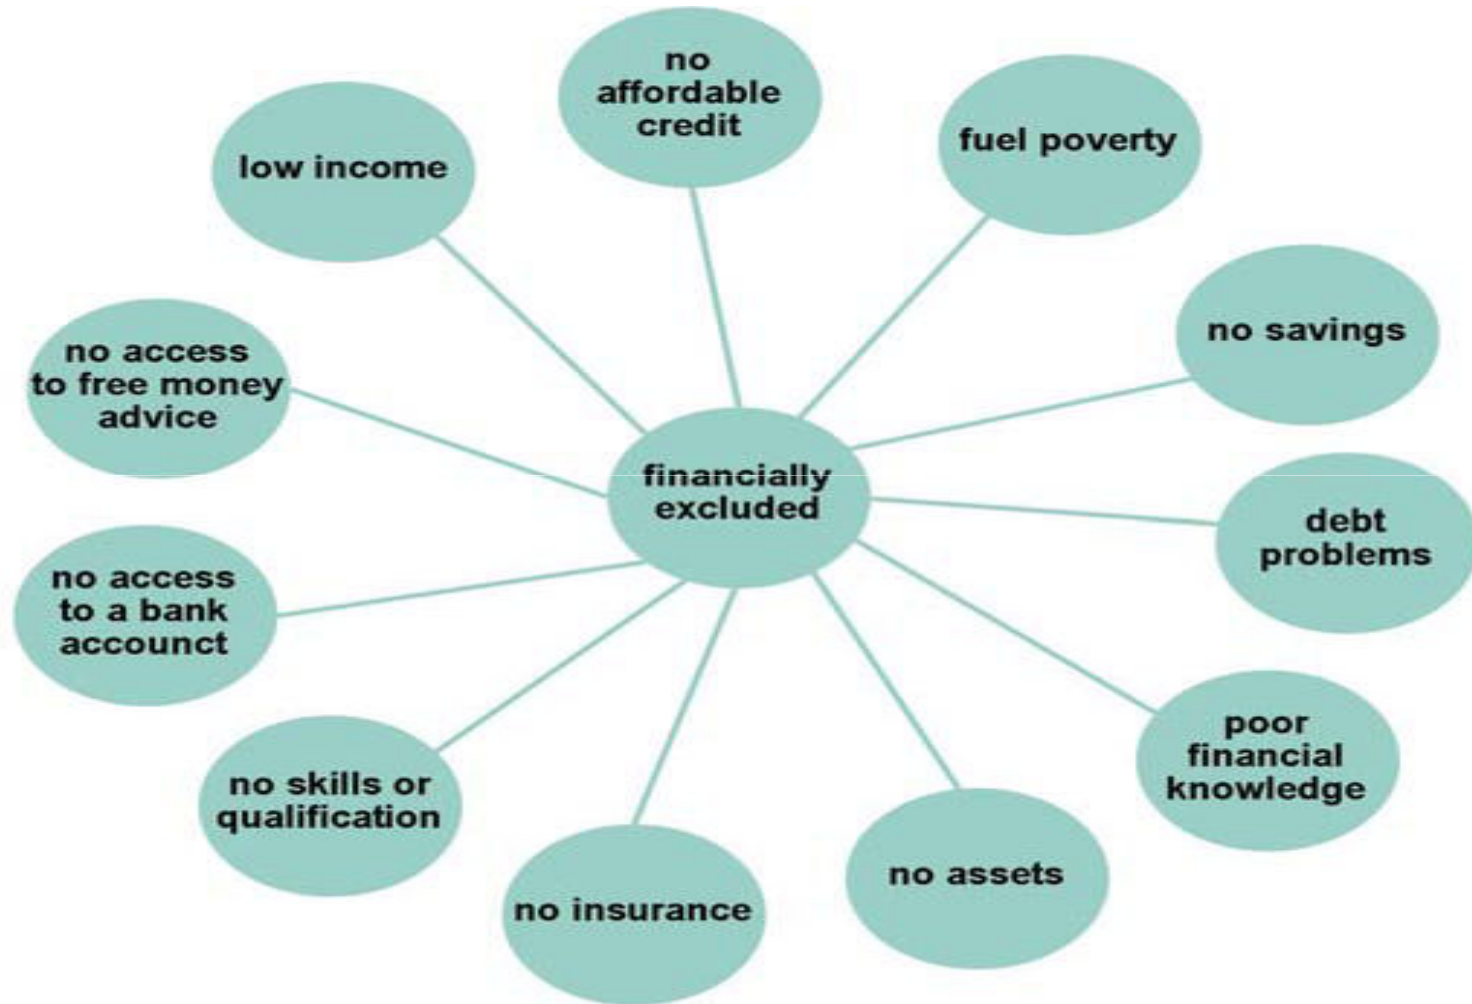 no
affordable
credit
fuel poverty
low income
no savings
no access
to free money
advice
financially
excluded
debt
problems
no access
to a bank
accounct
poor
financial
knowledge
no skills or
qualification
no assets
no insurance